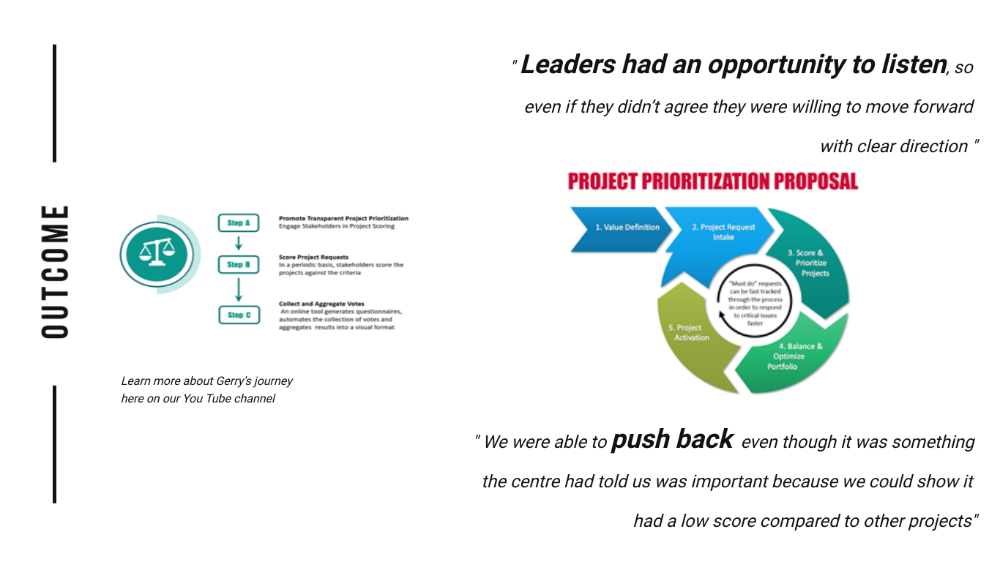 OUTCOME
Step A
Promote Transparent Project Prioritization
Engage Stakeholders in Project Scoring
Step B
Score Project Requests
In a periodic basis, stakeholders score the
projects against the criteria
Step C
Collect and Aggregate Votes
An online tool generates questionnaires,
automates the collection of votes and
aggregates results into a visual format
Learn more about Gerry's journey
here on our You Tube channel
" Leaders had an opportunity to listen, so
even if they didn’t agree they were willing to move forward
with clear direction "
PROJECT PRIORITIZATION PROPOSAL
1. Value Definition
2. Project Request
Intake
3. Score &
Prioritize
Projects
"Must do" requests
can be fast tracked
through the process
in order to respond
to critical issues
faster
4. Balance &
Optimize
Portfolio
5. Project
Activation
" We were able to push back even though it was something
the centre had told us was important because we could show it
had a low score compared to other projects"